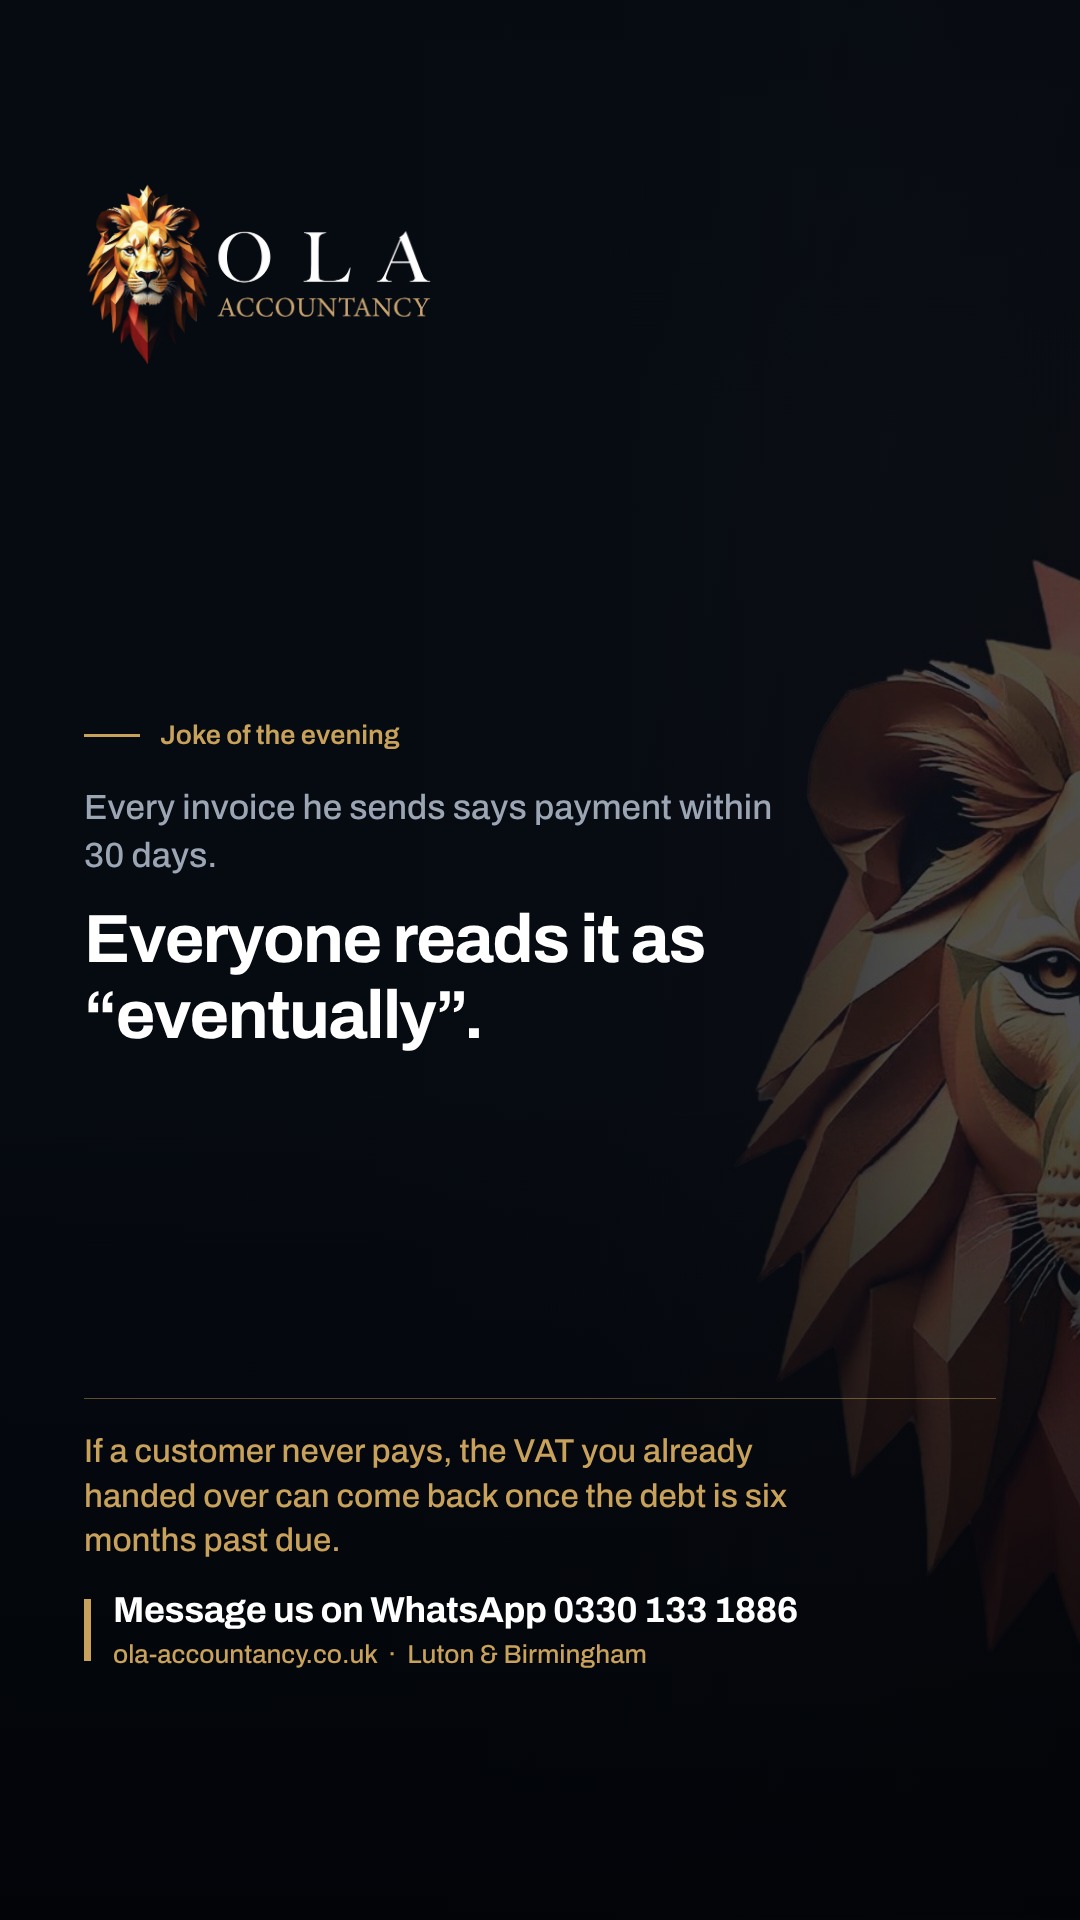 OLA
ACCOUNTANCY
Joke of the evening
Every invoice he sends says payment within
30 days.
Everyone reads it as
“eventually”.
If a customer never pays, the VAT you already
handed over can come back once the debt is six
months past due.
Message us on WhatsApp 0330 133 1886
ola-accountancy.co.uk · Luton & Birmingham